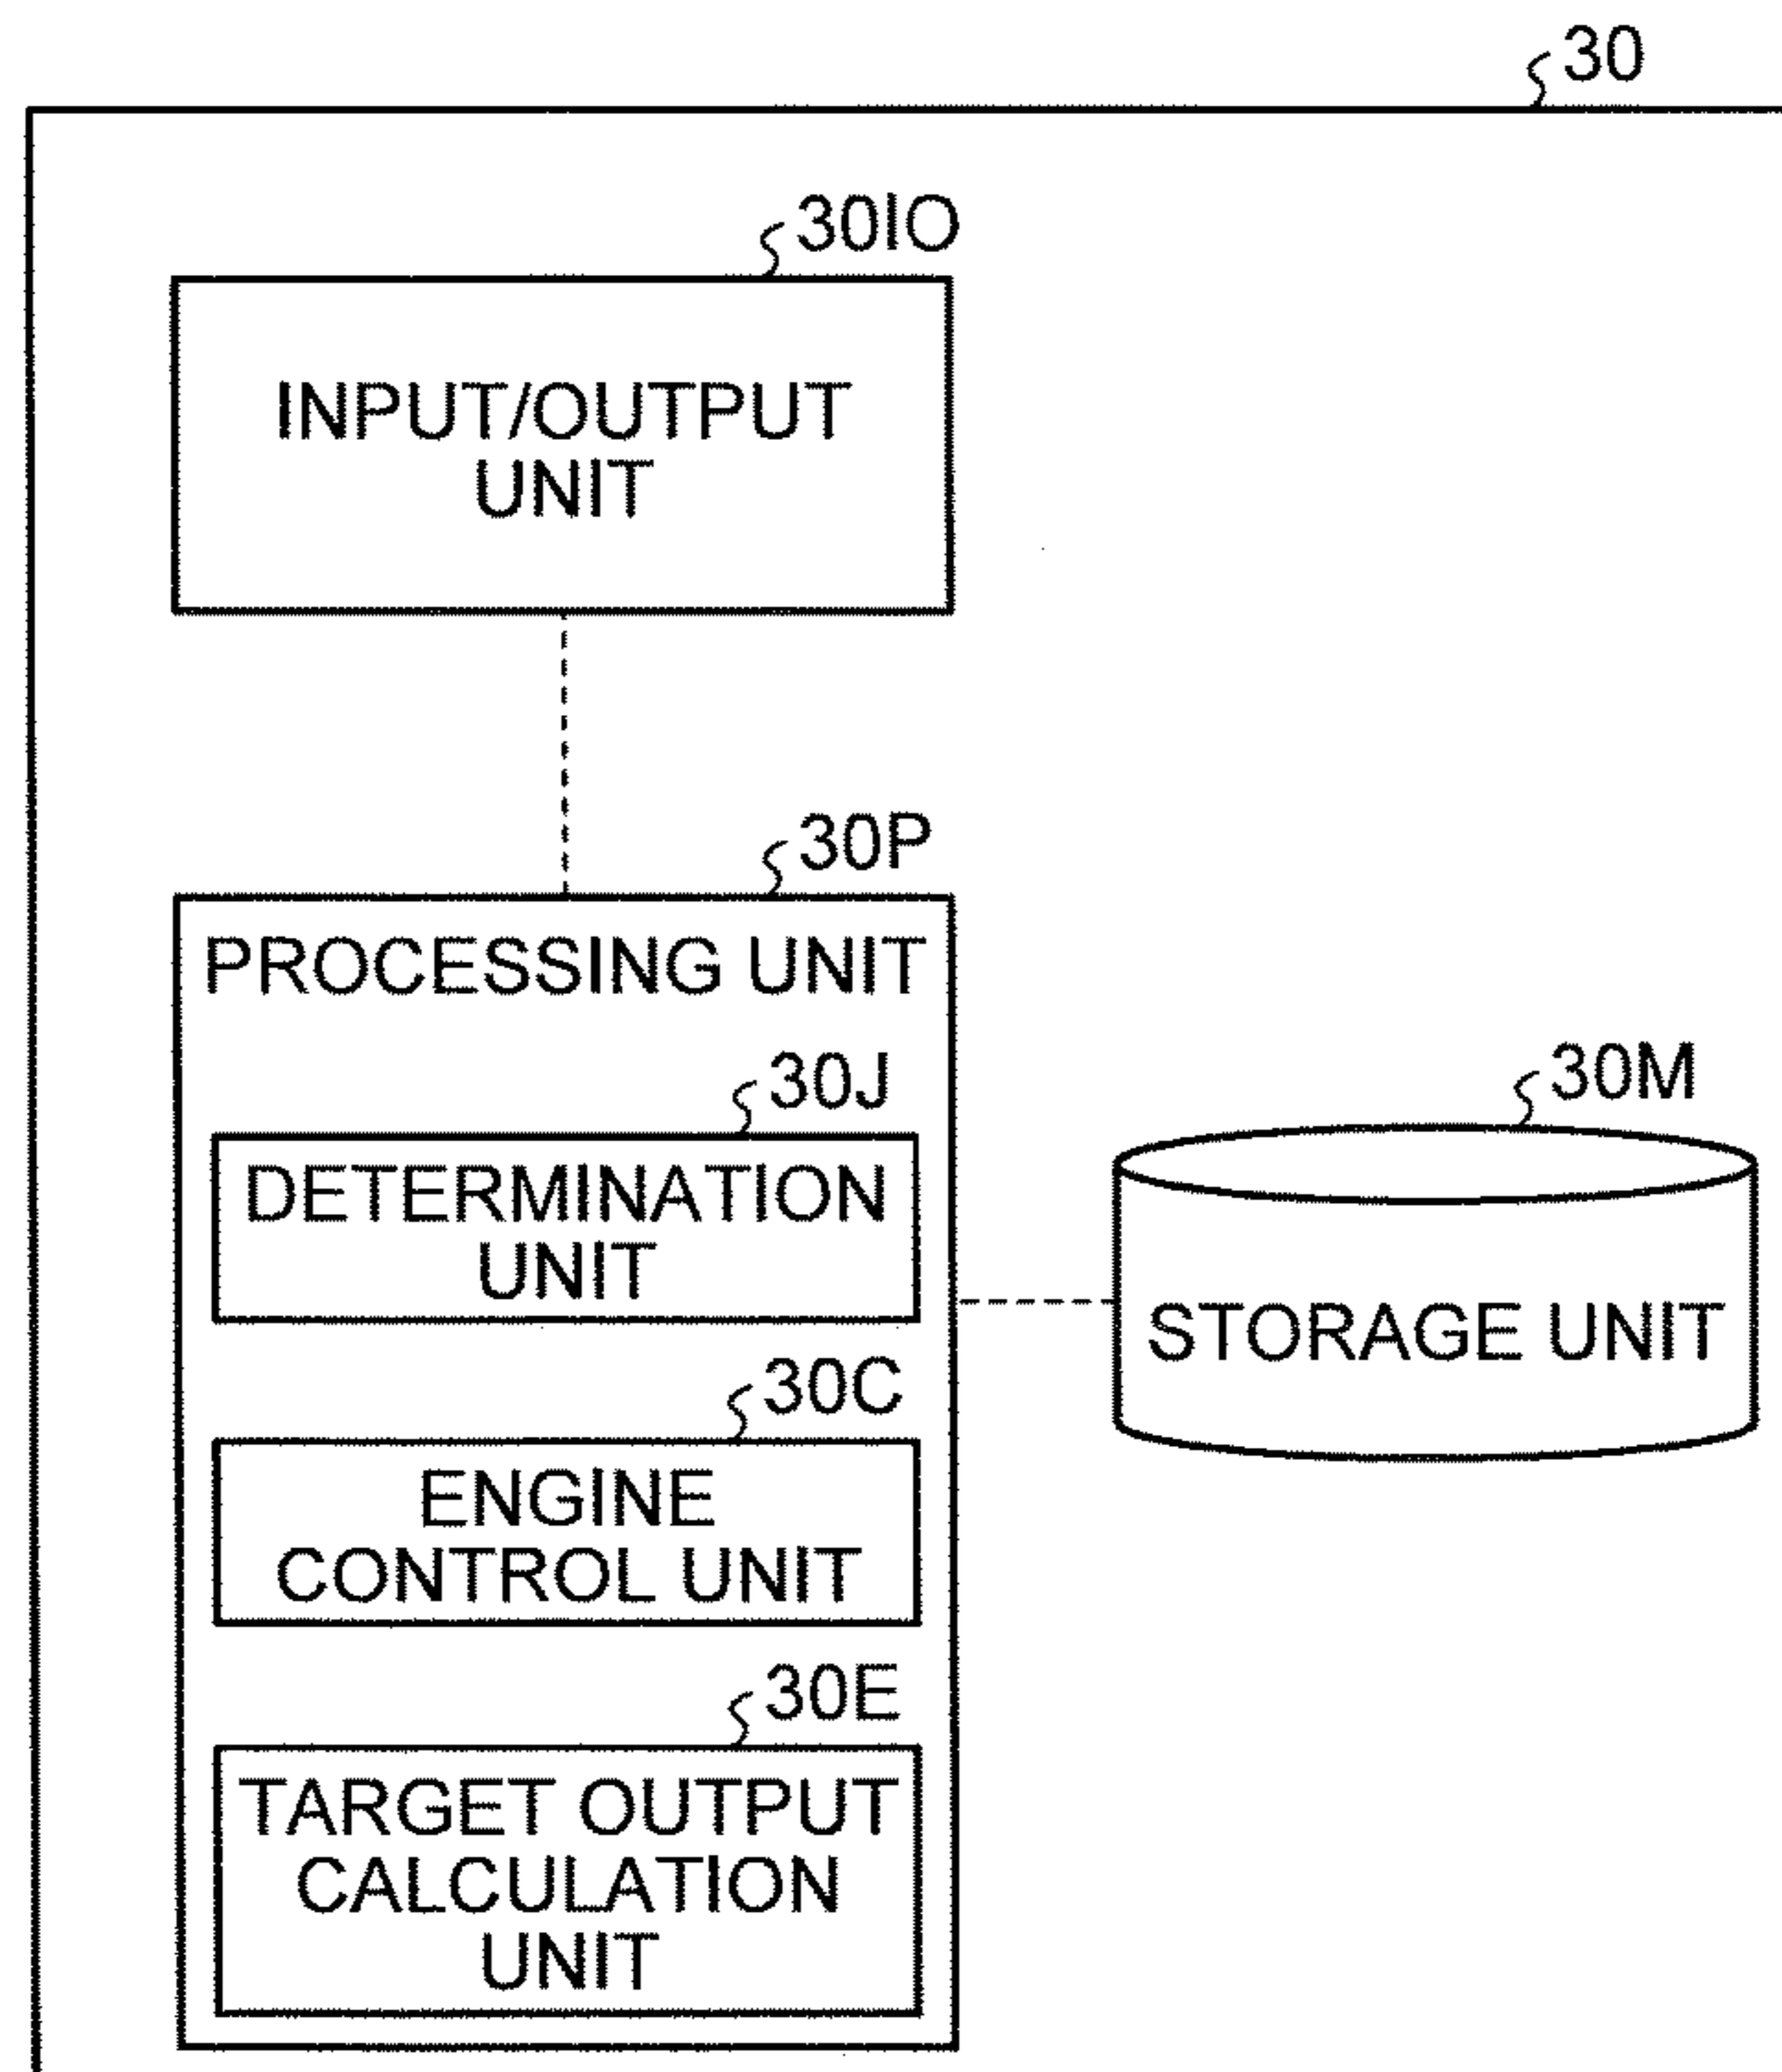 30
30IO
INPUT/OUTPUT
UNIT
30P
PROCESSING UNIT
30J
DETERMINATION
UNIT
30M
STORAGE UNIT
30C
ENGINE
CONTROL UNIT
30E
TARGET OUTPUT
CALCULATION
UNIT